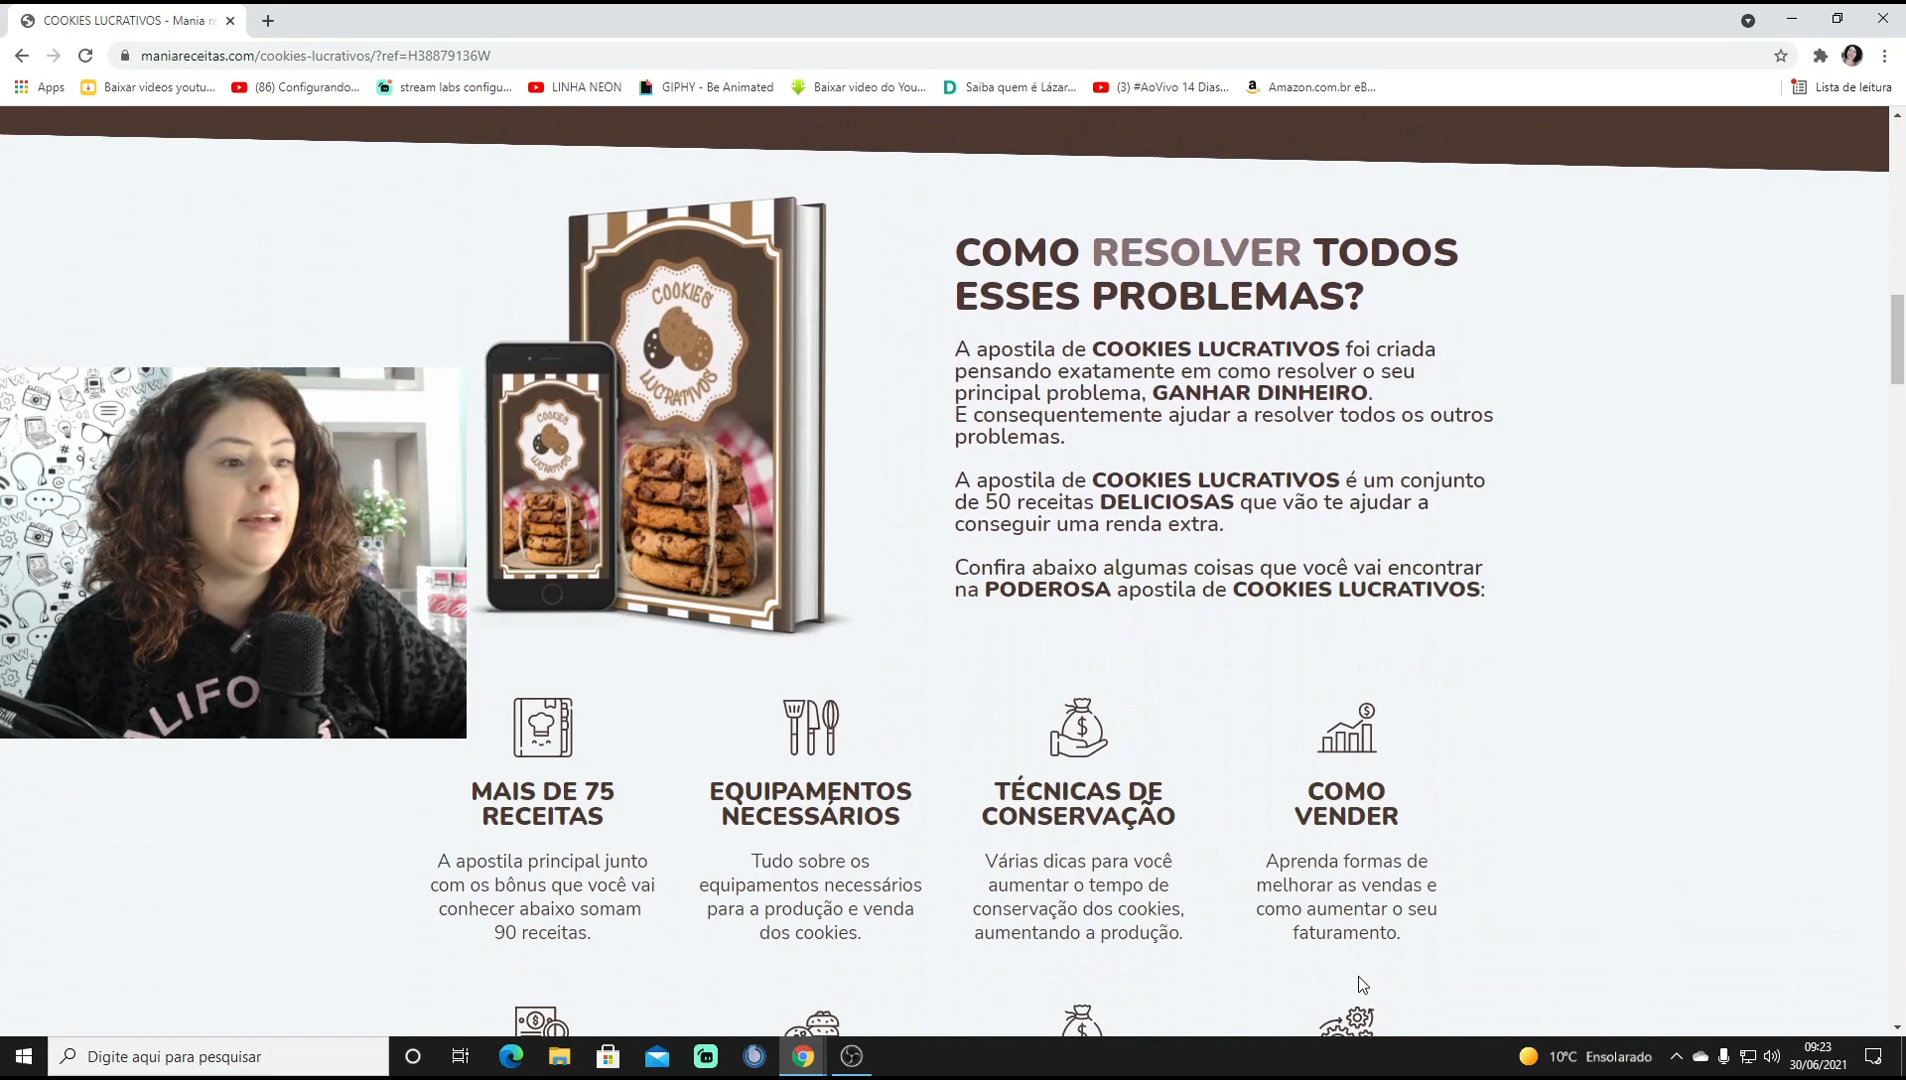 COOKIES LUCRATIVOS - Mania re
maniareceitas.com/cookies-lucrativos/?ref=H38879136W
Apps
Baixar videos youtu...
(86) Configurando...
stream labs configu...
LINHA NEON
GIPHY - Be Animated
Baixar video do You...
Saiba quem é Lázar...
(3) #AoVivo 14 Dias...
Amazon.com.br eB...
Lista de leitura
COOKIES
LUCRATIVOS
COOKIES
LUCRATIVOS
COMO RESOLVER TODOS
ESSES PROBLEMAS?
A apostila de COOKIES LUCRATIVOS foi criada
pensando exatamente em como resolver o seu
principal problema, GANHAR DINHEIRO.
E consequentemente ajudar a resolver todos os outros
problemas.
A apostila de COOKIES LUCRATIVOS é um conjunto
de 50 receitas DELICIOSAS que vão te ajudar a
conseguir uma renda extra.
Confira abaixo algumas coisas que você vai encontrar
na PODEROSA apostila de COOKIES LUCRATIVOS:
ALIFO
MAIS DE 75
RECEITAS
A apostila principal junto
com os bônus que você vai
conhecer abaixo somam
90 receitas.
EQUIPAMENTOS
NECESSÁRIOS
Tudo sobre os
equipamentos necessários
para a produção e venda
dos cookies.
TÉCNICAS DE
CONSERVAÇÃO
Várias dicas para você
aumentar o tempo de
conservação dos cookies,
aumentando a produção.
COMO
VENDER
Aprenda formas de
melhorar as vendas e
como aumentar o seu
faturamento.
Digite aqui para pesquisar
10°C Ensolarado
09:23
30/06/2021